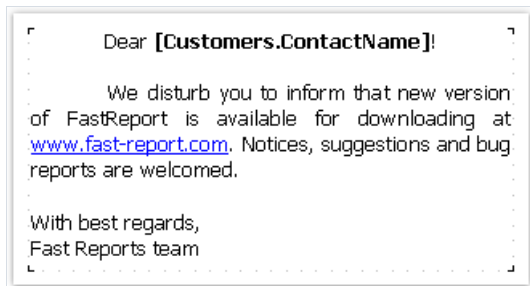 Dear [Customers.ContactName]!
We disturb you to inform that new version
of FastReport is available for downloading at
www.fast-report.com. Notices, suggestions and bug
reports are welcomed.
With best regards,
Fast Reports team